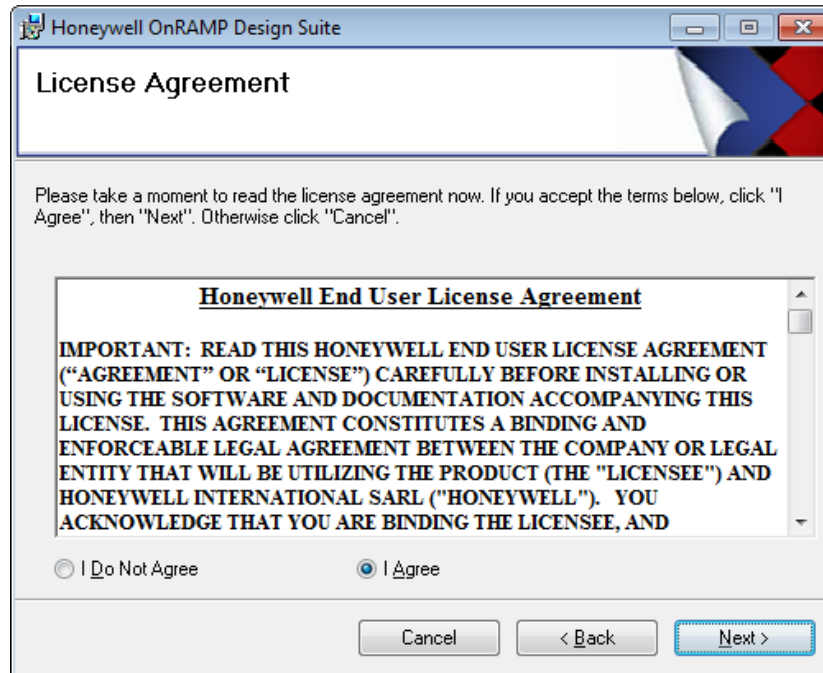 Honeywell OnRAMP Design Suite
License Agreement
Please take a moment to read the license agreement now. If you accept the terms below, click "I
Agree", then "Next". Otherwise click "Cancel".
Honeywell End User License Agreement
IMPORTANT: READ THIS HONEYWELL END USER LICENSE AGREEMENT
(“AGREEMENT” OR “LICENSE”) CAREFULLY BEFORE INSTALLING OR
USING THE SOFTWARE AND DOCUMENTATION ACCOMPANYING THIS
LICENSE. THIS AGREEMENT CONSTITUTES A BINDING AND
ENFORCEABLE LEGAL AGREEMENT BETWEEN THE COMPANY OR LEGAL
ENTITY THAT WILL BE UTILIZING THE PRODUCT (THE "LICENSEE") AND
HONEYWELL INTERNATIONAL SARL ("HONEYWELL"). YOU
ACKNOWLEDGE THAT YOU ARE BINDING THE LICENSEE, AND
I Do Not Agree I Agree
Cancel < Back Next >